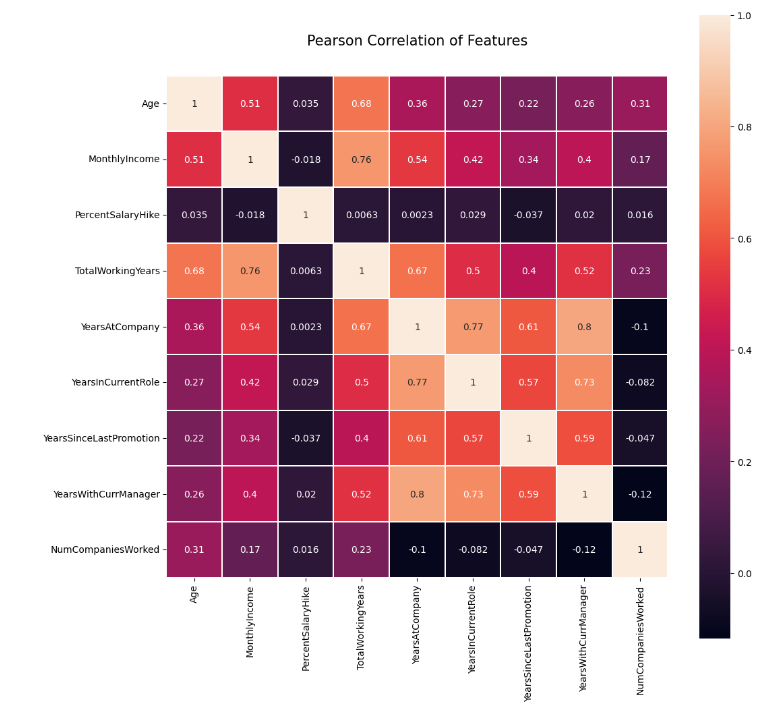 Pearson Correlation of Features
Age 1 0.51 0.035 0.68 0.36 0.27 0.22 0.26 0.31
MonthlyIncome 0.51 1 -0.018 0.76 0.54 0.42 0.34 0.4 0.17
PercentSalaryHike 0.035 -0.018 1 0.0063 0.0023 0.029 -0.037 0.02 0.016
TotalWorkingYears 0.68 0.76 0.0063 1 0.67 0.5 0.4 0.52 0.23
YearsAtCompany 0.36 0.54 0.0023 0.67 1 0.77 0.61 0.8 -0.1
YearsInCurrentRole 0.27 0.42 0.029 0.5 0.77 1 0.57 0.73 -0.082
YearsSinceLastPromotion 0.22 0.34 -0.037 0.4 0.61 0.57 1 0.59 -0.047
YearsWithCurrManager 0.26 0.4 0.02 0.52 0.8 0.73 0.59 1 -0.12
NumCompaniesWorked 0.31 0.17 0.016 0.23 -0.1 -0.082 -0.047 -0.12 1
Age
MonthlyIncome
PercentSalaryHike
TotalWorkingYears
YearsAtCompany
YearsInCurrentRole
YearsSinceLastPromotion
YearsWithCurrManager
NumCompaniesWorked
1.0
0.8
0.6
0.4
0.2
0.0